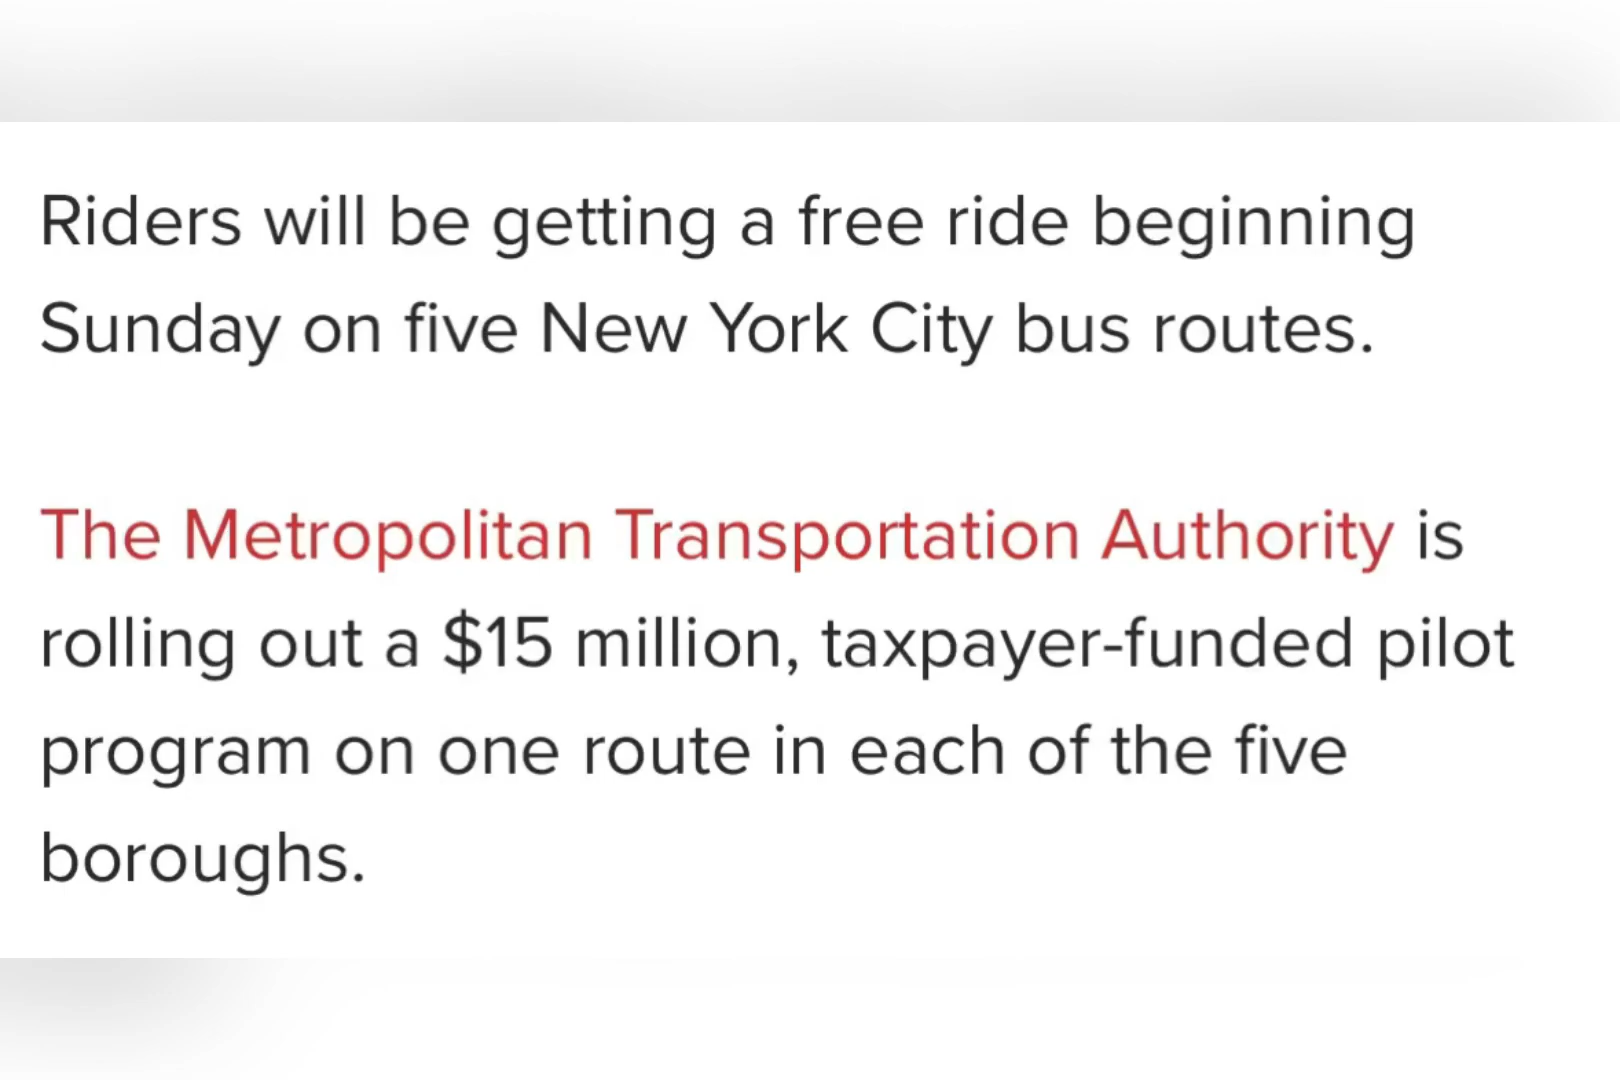 Riders will be getting a free ride beginning
Sunday on five New York City bus routes.
The Metropolitan Transportation Authority is
rolling out a $15 million, taxpayer-funded pilot
program on one route in each of the five
boroughs.